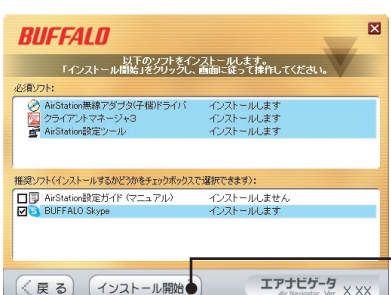 BUFFALO
以下のソフトをインストールします。
「インストール開始」をクリックし、画面に従って操作してください。
必須ソフト:
AirStation無線アダプタ(子機)ドライバ インストールします
クライアントマネージャ3 インストールします
AirStation設定ツール インストールします
推奨ソフト(インストールするかどうかをチェックボックスで選択できます):
AirStation設定ガイド (マニュアル) インストールしません
BUFFALO Skype インストールします
戻る
インストール開始
エアナビゲータ
Air Navigator Ver. X.XX